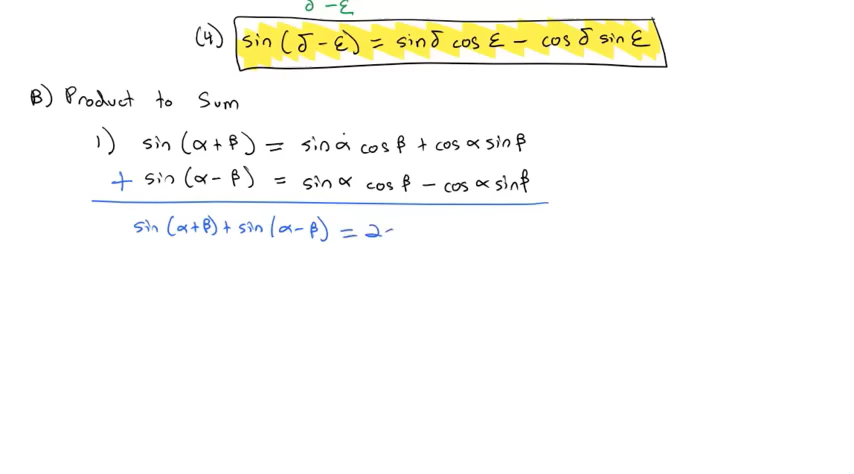 δ - ε
(4) sin (δ - ε) = sin δ cos ε - cos δ sin ε
B) Product to Sum
1) sin (α + β) = sin α cos β + cos α sin β
+ sin (α - β) = sin α cos β - cos α sin β
sin (α + β) + sin (α - β) = 2